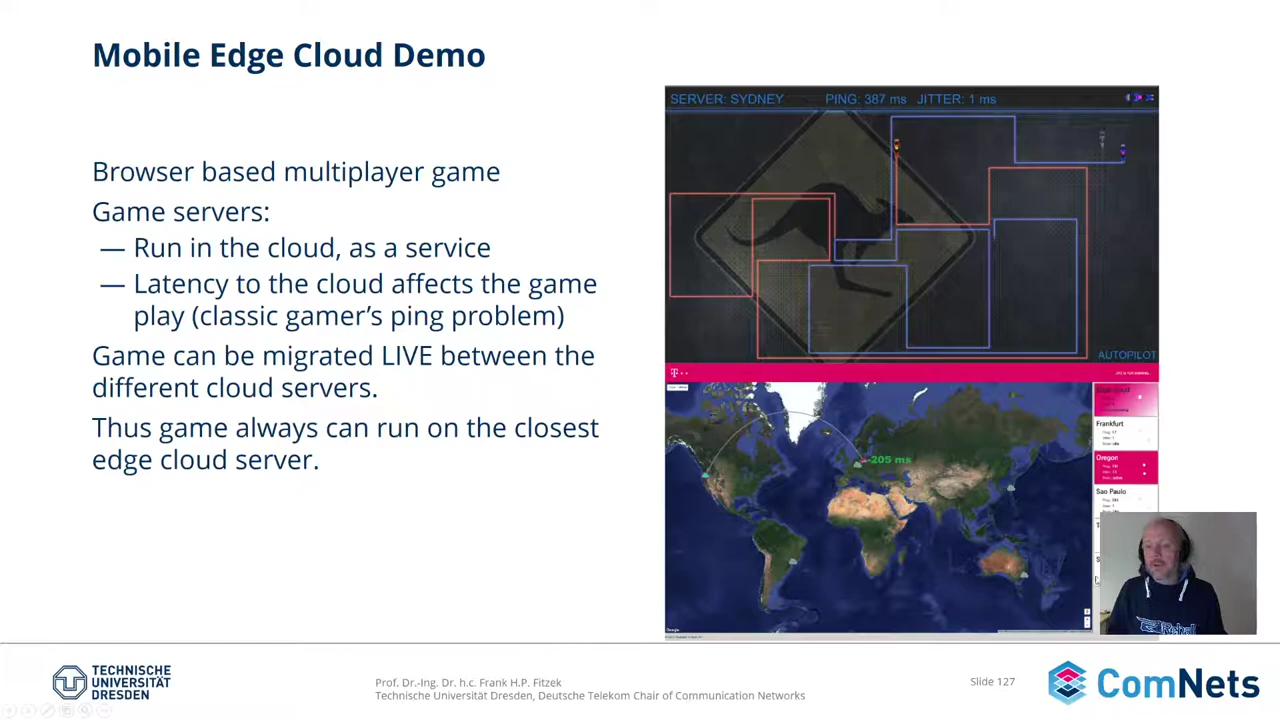 Mobile Edge Cloud Demo
Browser based multiplayer game
Game servers:
— Run in the cloud, as a service
— Latency to the cloud affects the game
play (classic gamer's ping problem)
Game can be migrated LIVE between the
different cloud servers.
Thus game always can run on the closest
edge cloud server.
SERVER: SYDNEY PING: 387 ms JITTER: 1 ms
AUTOPILOT
205 ms
Frankfurt
Oregon
Sao Paulo
TECHNISCHE
UNIVERSITÄT
DRESDEN
Prof. Dr.-Ing. Dr. h.c. Frank H.P. Fitzek
Technische Universität Dresden, Deutsche Telekom Chair of Communication Networks
Slide 127
ComNets